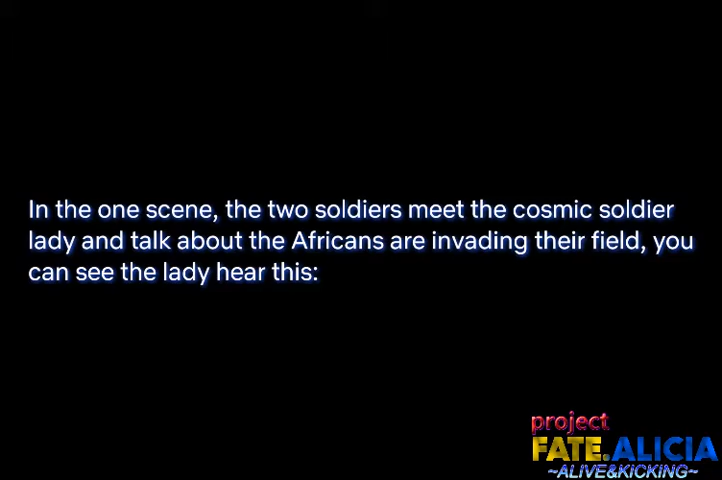 In the one scene, the two soldiers meet the cosmic soldier
lady and talk about the Africans are invading their field, you
can see the lady hear this:
project
FATE.ALICIA
~ALIVE&KICKING~